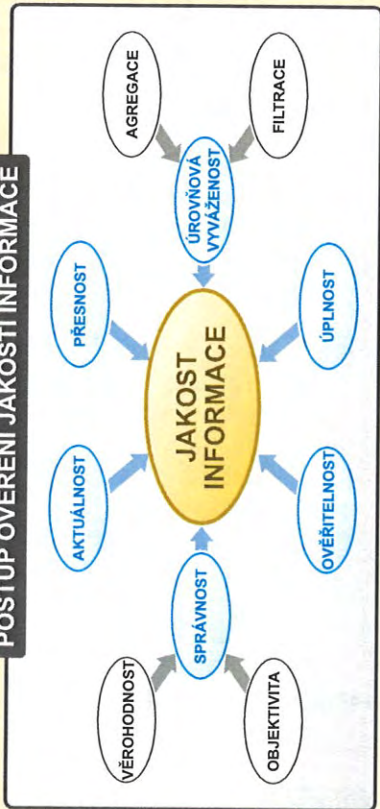 POSTUP OVĚŘENÍ JAKOSTI INFORMACE
VĚROHODNOST
AKTUÁLNOST
PŘESNOST
AGREGACE
SPRÁVNOST
JAKOST
INFORMACE
ÚROVŇOVÁ
VYVÁŽENOST
OBJEKTIVITA
OVĚŘITELNOST
ÚPLNOST
FILTRACE